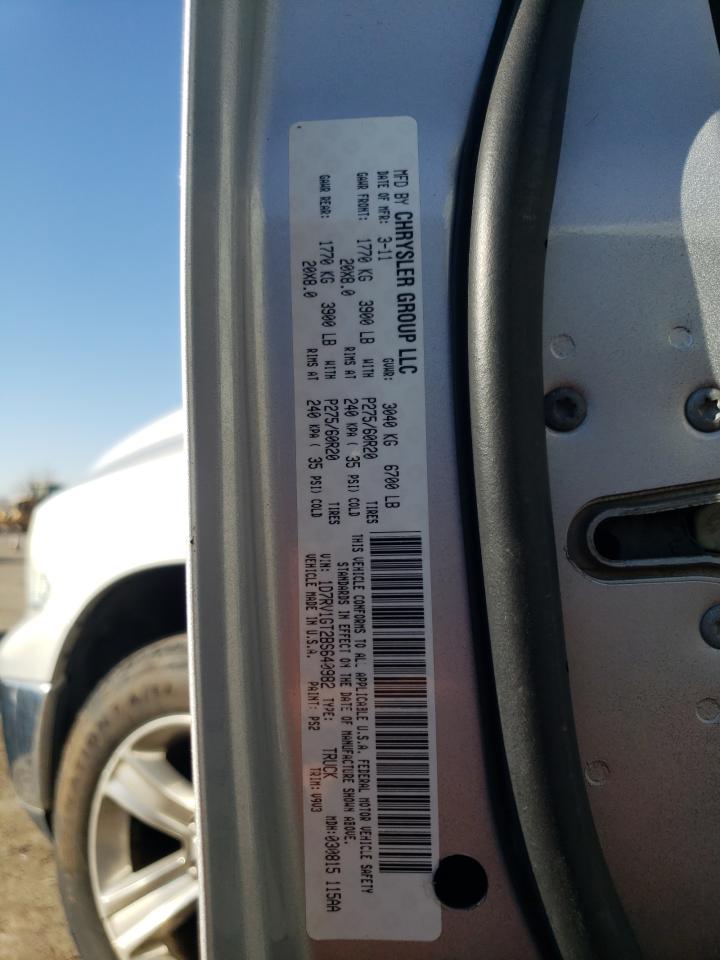 MFD BY CHRYSLER GROUP LLC
DATE OF MFR: 3-11 GVWR: 3040 KG 6700 LB
GAWR FRONT: 1770 KG 3900 LB WITH P275/60R20 TIRES
20X8.0 RIMS AT 240 KPA ( 35 PSI) COLD
GAWR REAR: 1770 KG 3900 LB WITH P275/60R20 TIRES
20X8.0 RIMS AT 240 KPA ( 35 PSI) COLD
THIS VEHICLE CONFORMS TO AL. APPLICABLE U.S.A. FEDERAL MOTOR VEHICLE SAFETY
STANDARDS IN EFFECT ON THE DATE OF MANUFACTURE SHOWN ABOVE.
VIN: 1D7RV1GT2BS640982 TYPE: TRUCK MDH:030815 115AA
VEHICLE MADE IN U.S.A. PAINT: PS2 TRIM: V9V3